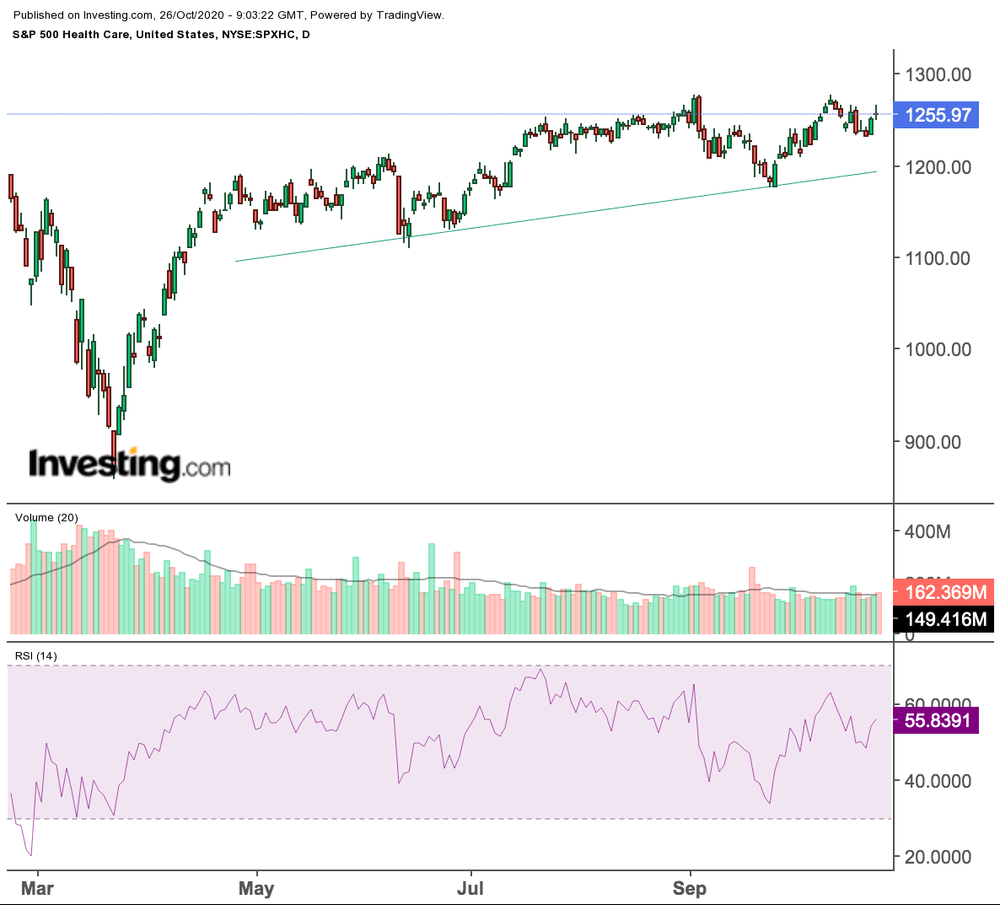 Published on Investing.com, 26/Oct/2020 - 9:03:22 GMT, Powered by TradingView.
S&P 500 Health Care, United States, NYSE:SPXHC, D
1300.00
1255.97
1200.00
1100.00
1000.00
900.00
Investing.com
Volume (20)
400M
162.369M
149.416M
0
RSI (14)
60.0000
55.8391
40.0000
20.0000
Mar
May
Jul
Sep